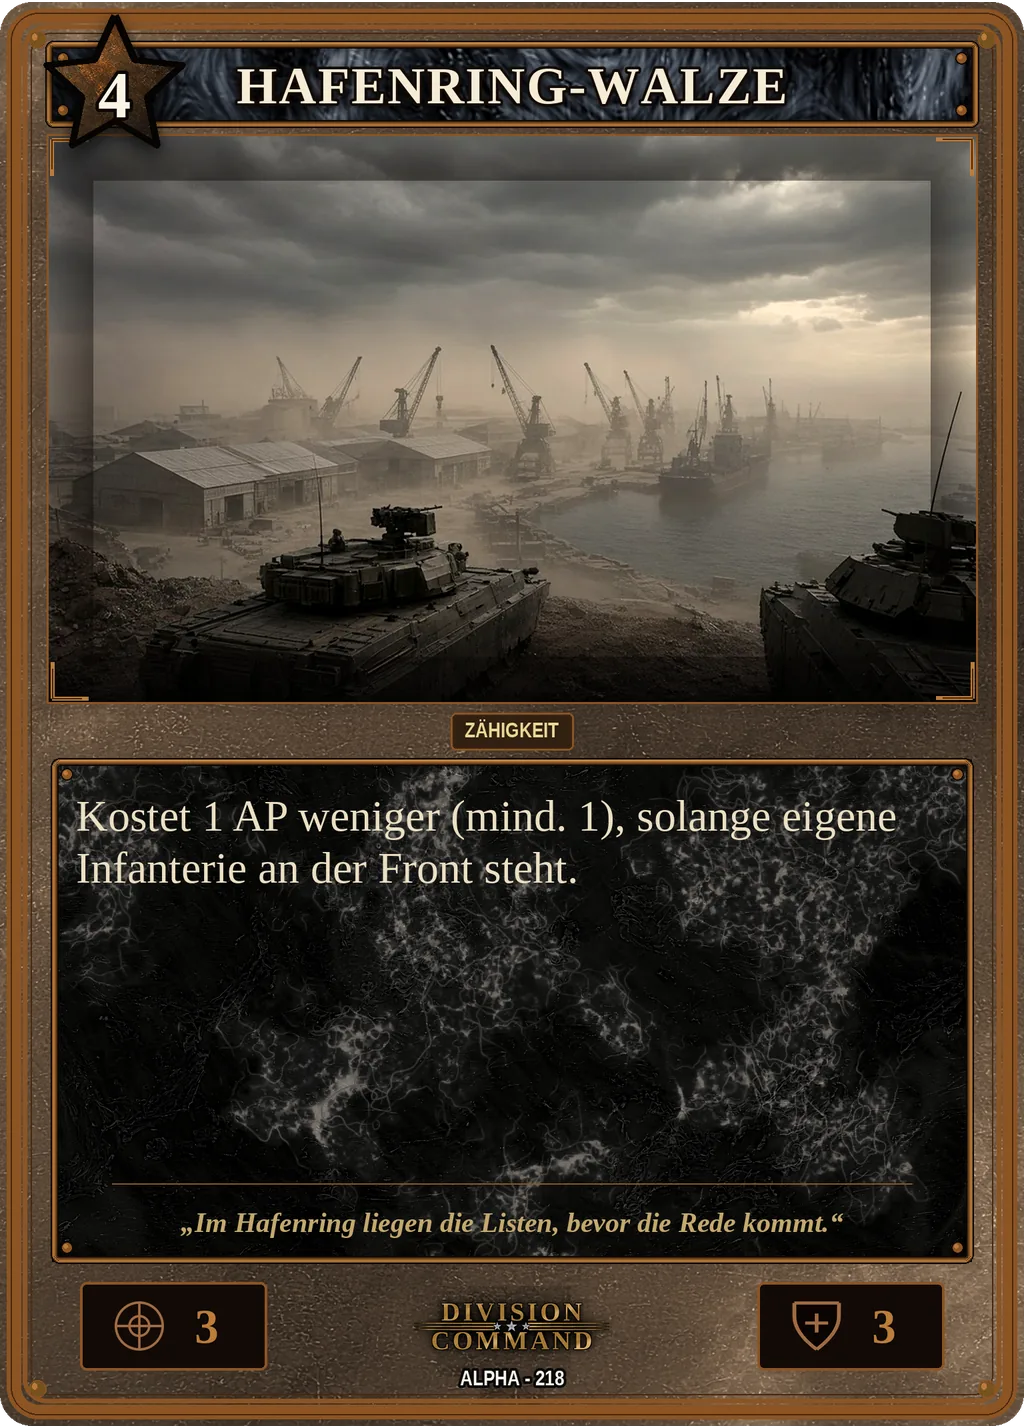 4
HAFENRING-WALZE
ZÄHIGKEIT
Kostet 1 AP weniger (mind. 1), solange eigene
Infanterie an der Front steht.
„Im Hafenring liegen die Listen, bevor die Rede kommt.“
3
DIVISION
COMMAND
3
ALPHA - 218